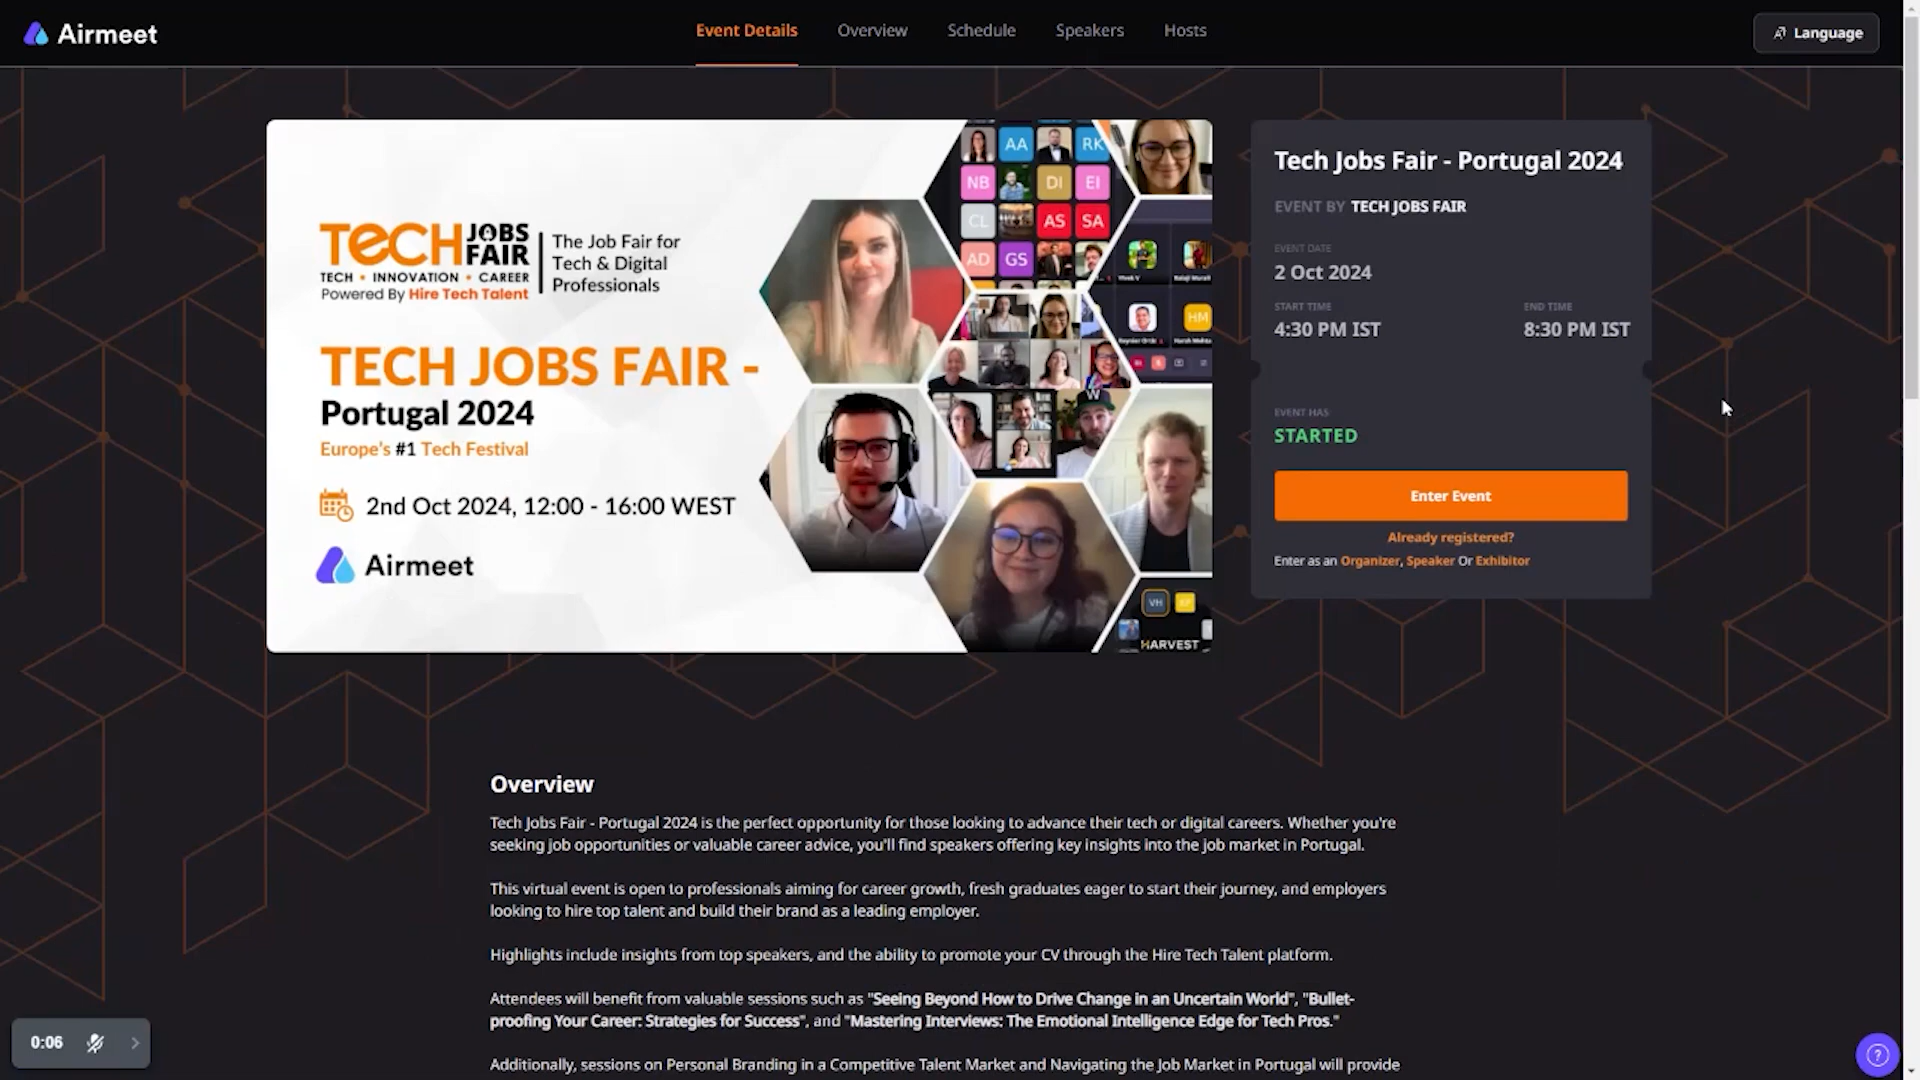 Airmeet
Event Details
Overview
Schedule
Speakers
Hosts
Language
TECH JOBS FAIR
TECH • INNOVATION • CAREER
Powered By Hire Tech Talent
The Job Fair for
Tech & Digital
Professionals
TECH JOBS FAIR -
Portugal 2024
Europe's #1 Tech Festival
2nd Oct 2024, 12:00 - 16:00 WEST
Airmeet
AA
RK
NB
DI
EI
CL
AS
SA
AD
GS
HM
W
VH
HARVEST
Tech Jobs Fair - Portugal 2024
EVENT BY TECH JOBS FAIR
EVENT DATE
2 Oct 2024
START TIME
END TIME
4:30 PM IST
8:30 PM IST
EVENT HAS
STARTED
Enter Event
Already registered?
Enter as an Organizer, Speaker Or Exhibitor
Overview
Tech Jobs Fair - Portugal 2024 is the perfect opportunity for those looking to advance their tech or digital careers. Whether you're
seeking job opportunities or valuable career advice, you'll find speakers offering key insights into the job market in Portugal.
This virtual event is open to professionals aiming for career growth, fresh graduates eager to start their journey, and employers
looking to hire top talent and build their brand as a leading employer.
Highlights include insights from top speakers, and the ability to promote your CV through the Hire Tech Talent platform.
Attendees will benefit from valuable sessions such as "Seeing Beyond How to Drive Change in an Uncertain World", "Bullet-
proofing Your Career: Strategies for Success", and "Mastering Interviews: The Emotional Intelligence Edge for Tech Pros."
Additionally, sessions on Personal Branding in a Competitive Talent Market and Navigating the Job Market in Portugal will provide
0:06